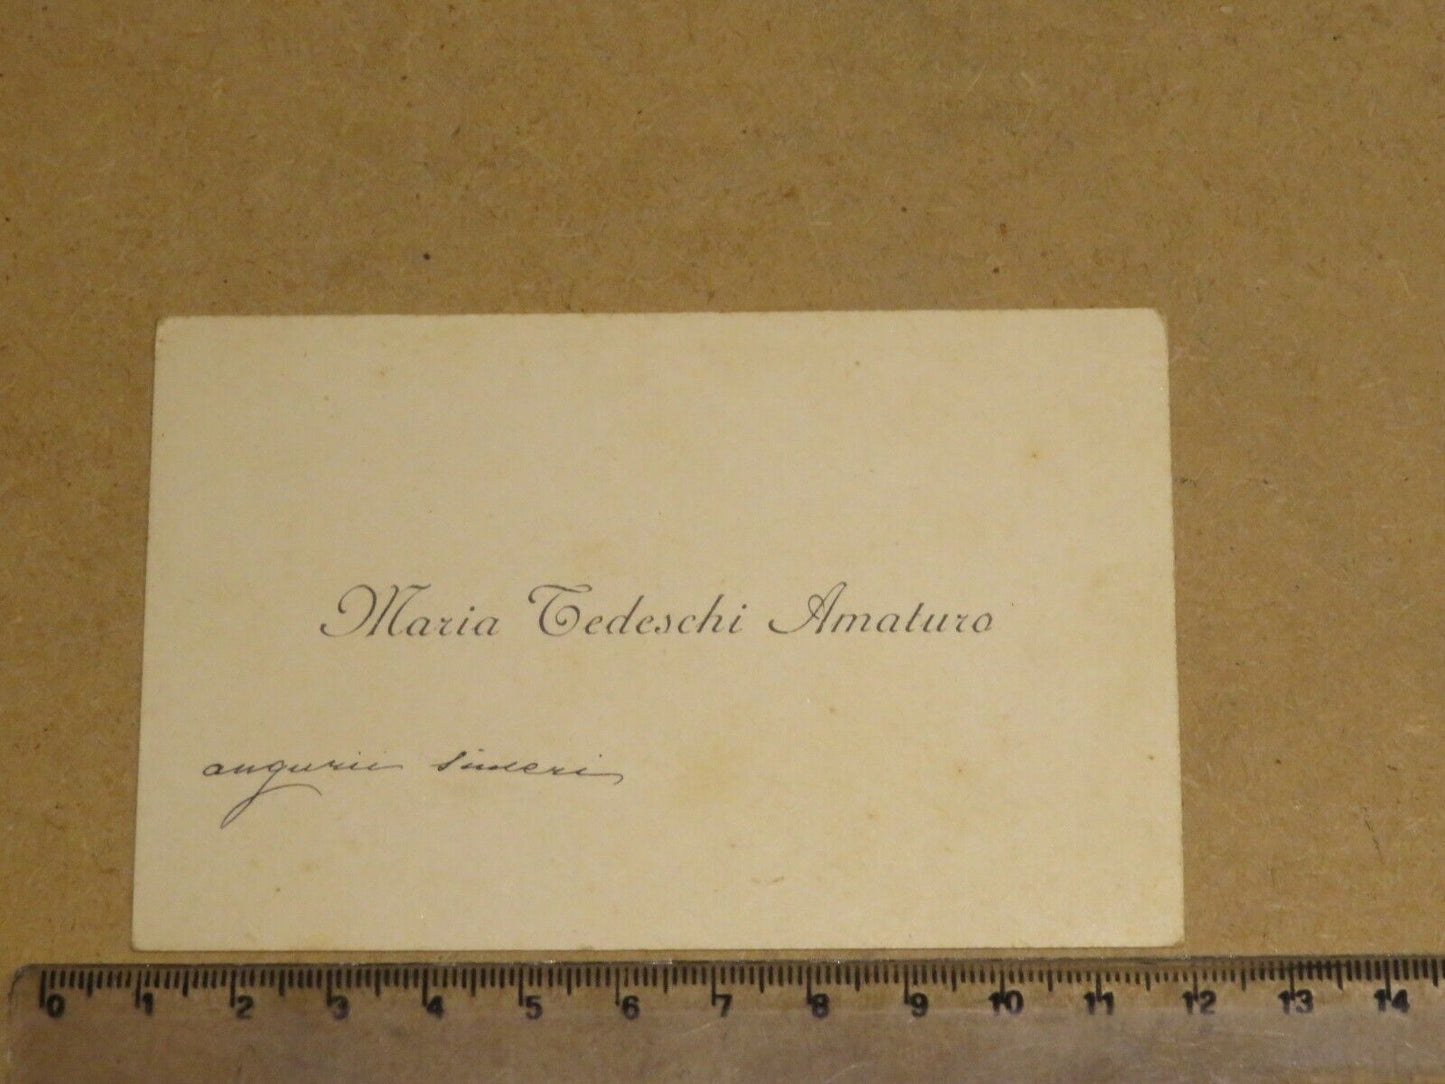 Maria Tedeschi Amaturo
augurii sinceri
0 1 2 3 4 5 6 7 8 9 10 11 12 13 14